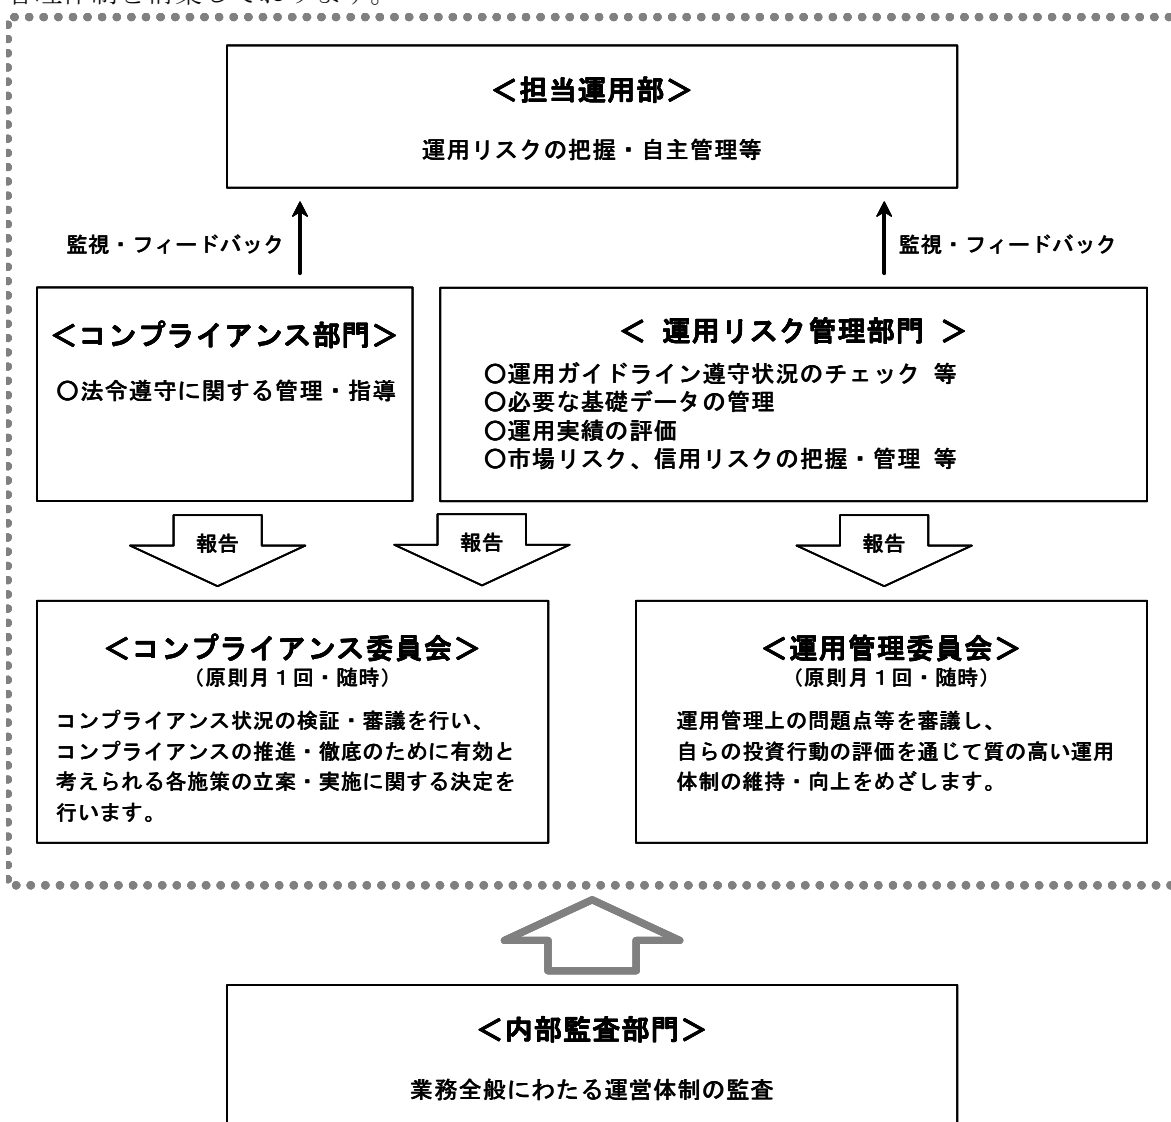 管理体制を構築しております。
＜担当運用部＞
運用リスクの把握・自主管理等
監視・フィードバック
監視・フィードバック
＜コンプライアンス部門＞
○法令遵守に関する管理・指導
＜ 運用リスク管理部門 ＞
○運用ガイドライン遵守状況のチェック 等
○必要な基礎データの管理
○運用実績の評価
○市場リスク、信用リスクの把握・管理 等
報告
報告
報告
＜コンプライアンス委員会＞
（原則月１回・随時）
コンプライアンス状況の検証・審議を行い、
コンプライアンスの推進・徹底のために有効と
考えられる各施策の立案・実施に関する決定を
行います。
＜運用管理委員会＞
（原則月１回・随時）
運用管理上の問題点等を審議し、
自らの投資行動の評価を通じて質の高い運用
体制の維持・向上をめざします。
＜内部監査部門＞
業務全般にわたる運営体制の監査